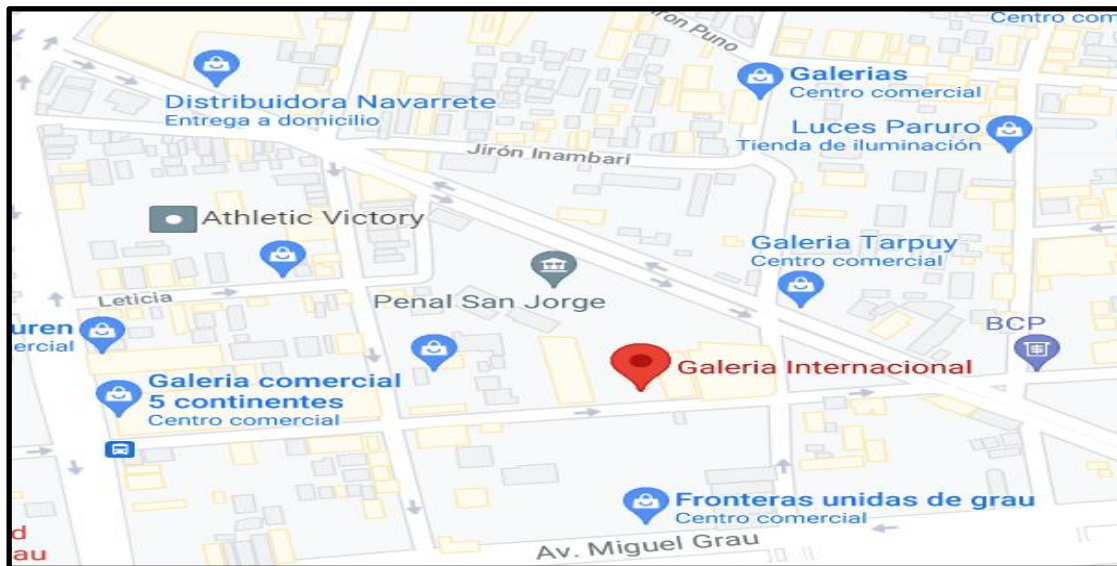 Centro com
iron Puno
Galerias
Centro comercial
Distribuidora Navarrete
Entrega a domicilio
Luces Paruro
Tienda de iluminación
Jirón Inambari
Athletic Victory
Galeria Tarpuy
Centro comercial
Penal San Jorge
Leticia
uren
ercial
BCP
Galeria Internacional
Galeria comercial
5 continentes
Centro comercial
Fronteras unidas de grau
Centro comercial
d
au
Av. Miguel Grau